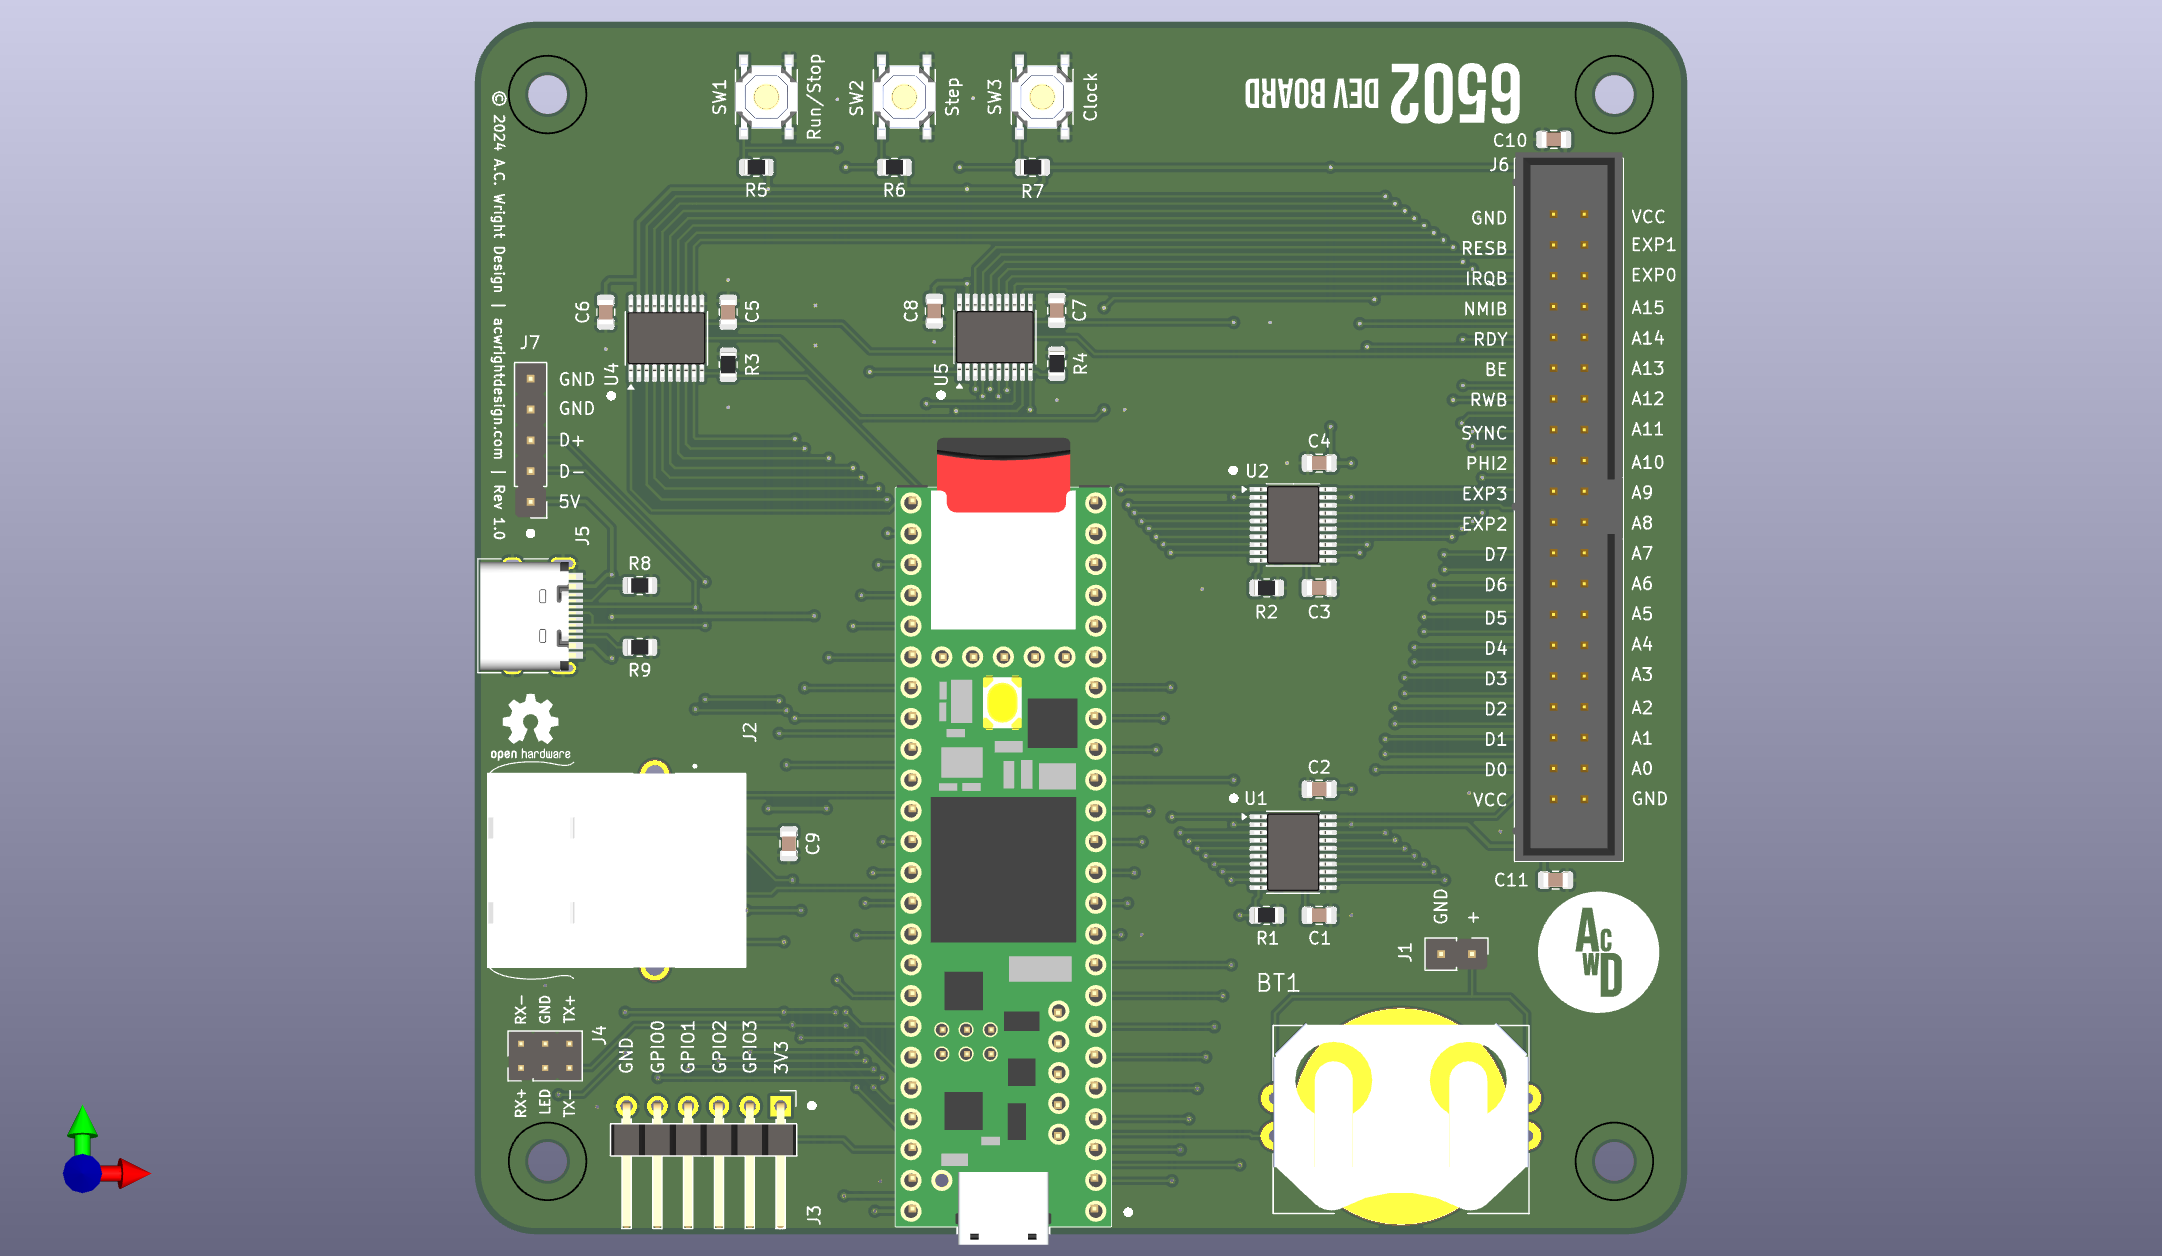 6502 DEV BOARD
© 2024 A.C. Wright Design | acwrightdesign.com | Rev 1.0
SW1
Run/Stop
SW2
Step
SW3
Clock
R5
R6
R7
C10
J6
GND
VCC
RESB
EXP1
IRQB
EXP0
NMIB
A15
RDY
A14
BE
A13
RWB
A12
SYNC
A11
PHI2
A10
EXP3
A9
EXP2
A8
D7
A7
D6
A6
D5
A5
D4
A4
D3
A3
D2
A2
D1
A1
D0
A0
VCC
GND
C11
C6
C5
U4
R3
C8
C7
U5
R4
J7
GND
GND
D+
D-
5V
J5
R8
R9
C4
U2
R2
C3
open hardware
J2
C9
C2
U1
R1
C1
GND
+
J1
BT1
AcwD
RX-
GND
TX+
J4
RX+
LED
TX-
GND
GPIO0
GPIO1
GPIO2
GPIO3
3V3
J3